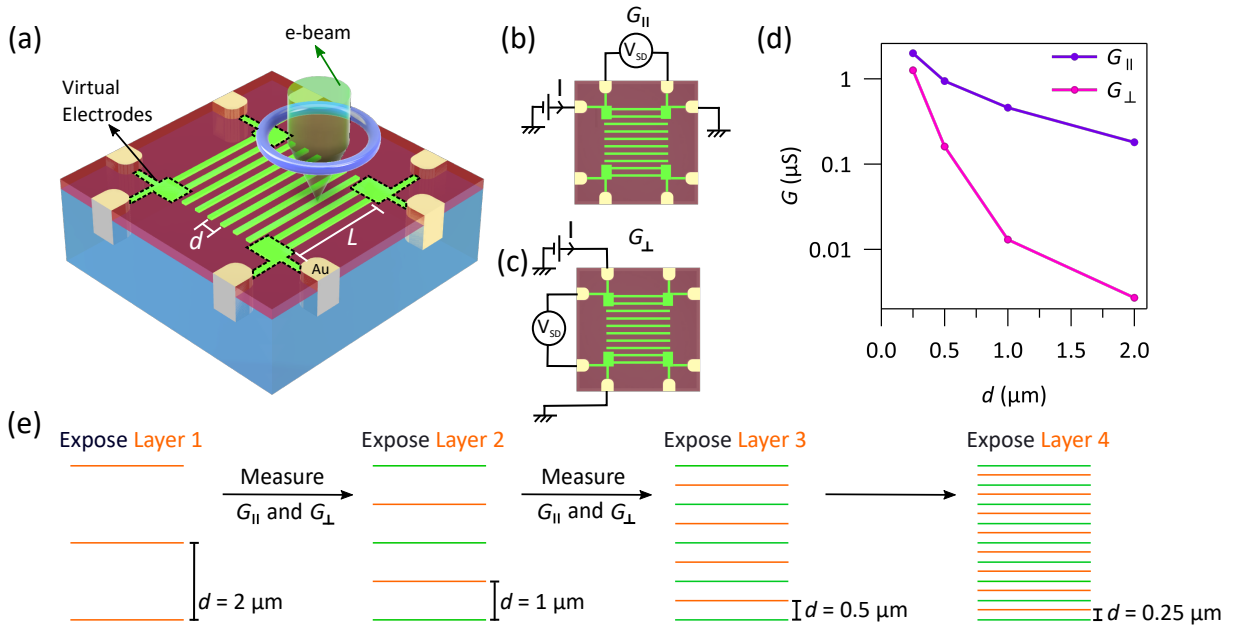 (a)
e-beam
Virtual
Electrodes
d
L
Au
(b)
G||
VSD
I
(c)
G⊥
I
VSD
(d)
G||
G⊥
1
0.1
0.01
G (µS)
0.0 0.5 1.0 1.5 2.0
d (µm)
(e)
Expose Layer 1
d = 2 µm
Measure
G|| and G⊥
Expose Layer 2
d = 1 µm
Measure
G|| and G⊥
Expose Layer 3
d = 0.5 µm
Expose Layer 4
d = 0.25 µm